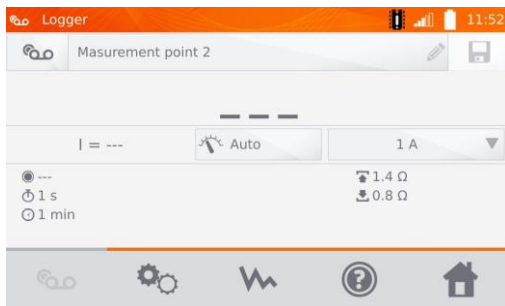 Logger 11:52
Masurement point 2
---
I = --- Auto 1 A
--- 1.4 Ω
1 s 0.8 Ω
1 min